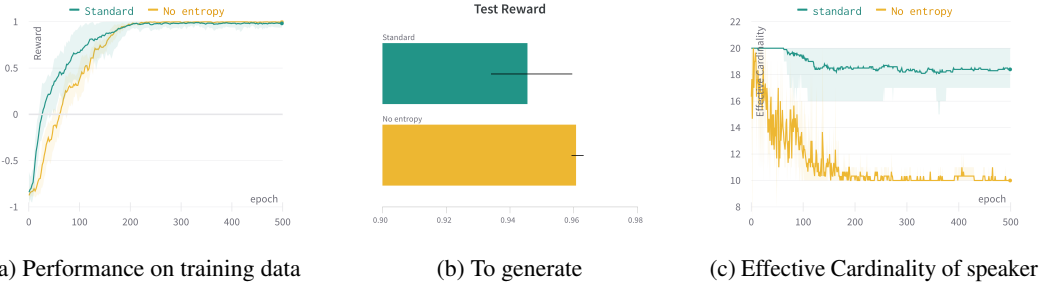 Standard No entropy
1
0.5
0
-0.5
-1
Reward
epoch
0 100 200 300 400 500
a) Performance on training data
Test Reward
Standard
No entropy
0.90 0.92 0.94 0.96 0.98
(b) To generate
standard No entropy
22
20
18
16
14
12
10
8
Effective Cardinality
epoch
0 100 200 300 400 500
(c) Effective Cardinality of speaker